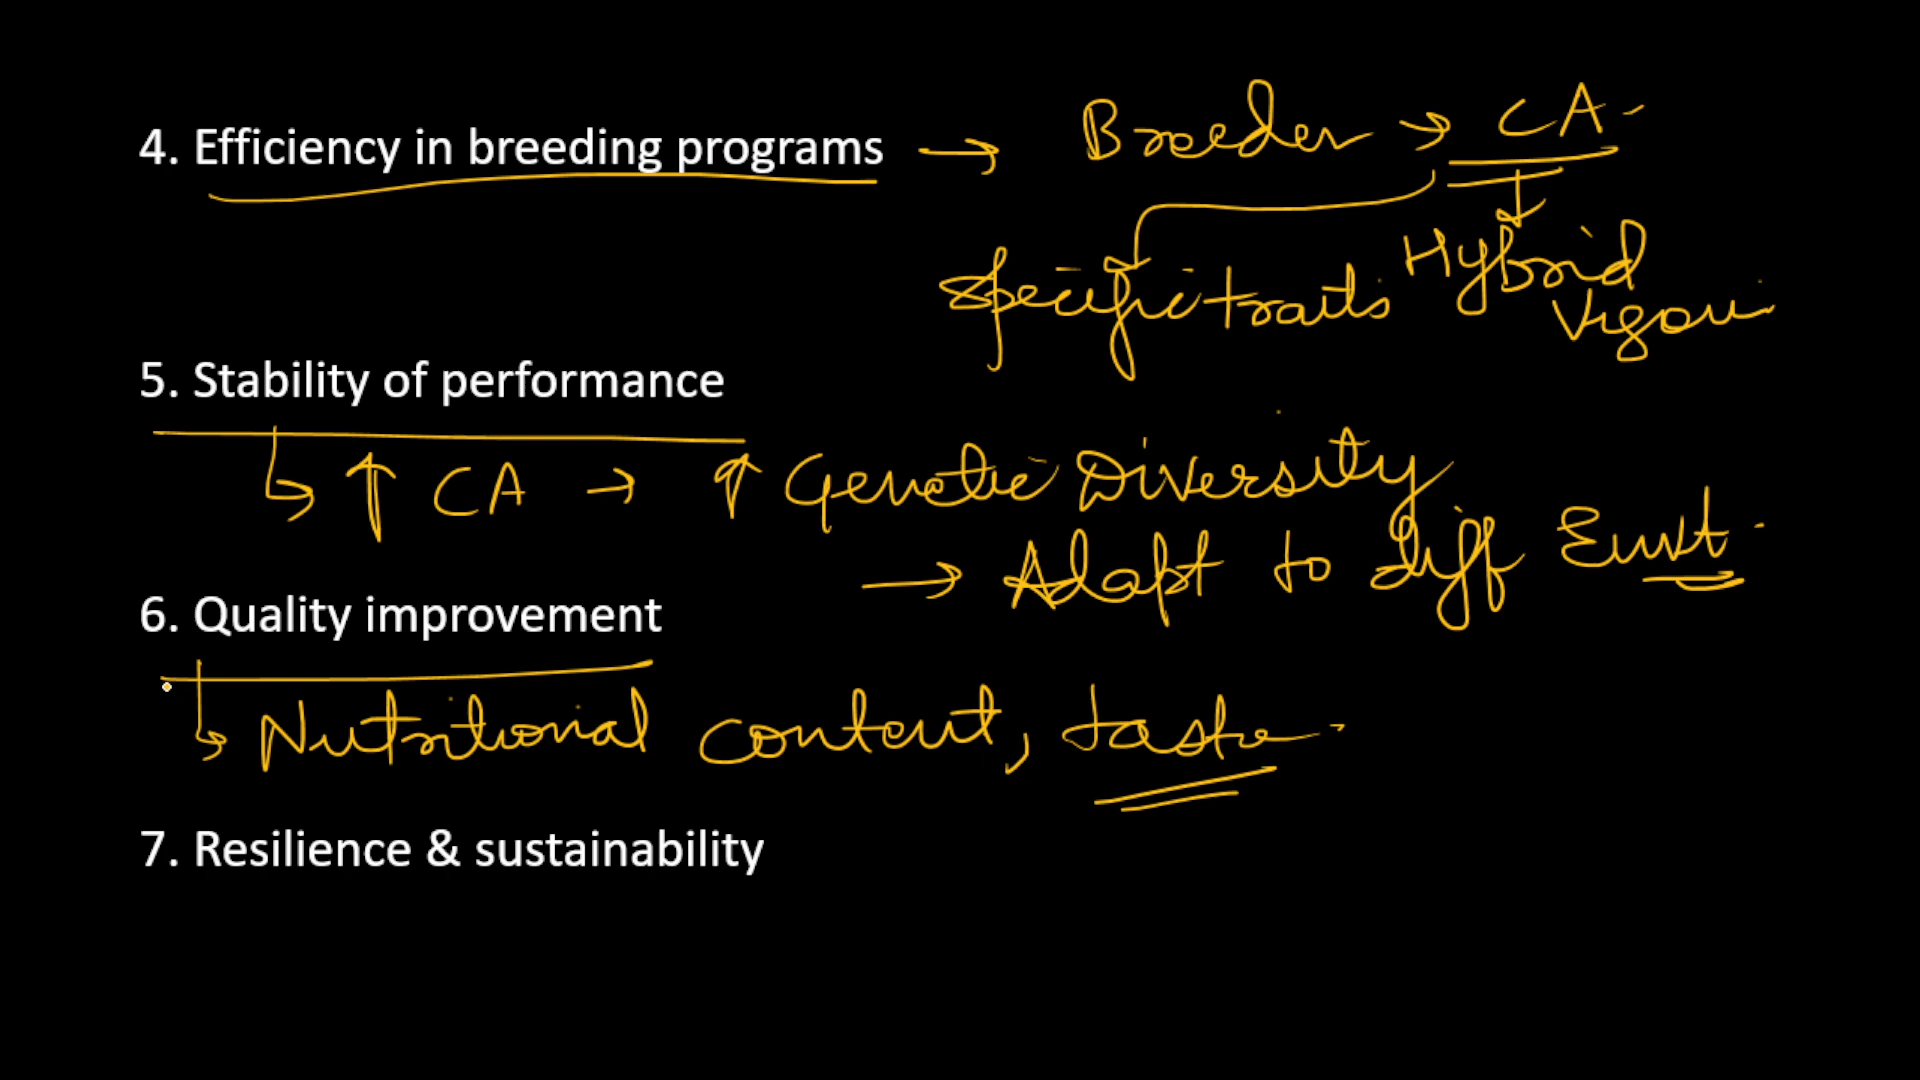 4. Efficiency in breeding programs → Breeder → CA
Specific traits Hybrid
Vigour
5. Stability of performance
↳ ↑ CA → ↑ Genetic Diversity
→ Adapt to diff Envt.
6. Quality improvement
↳ Nutritional content, taste.
7. Resilience & sustainability